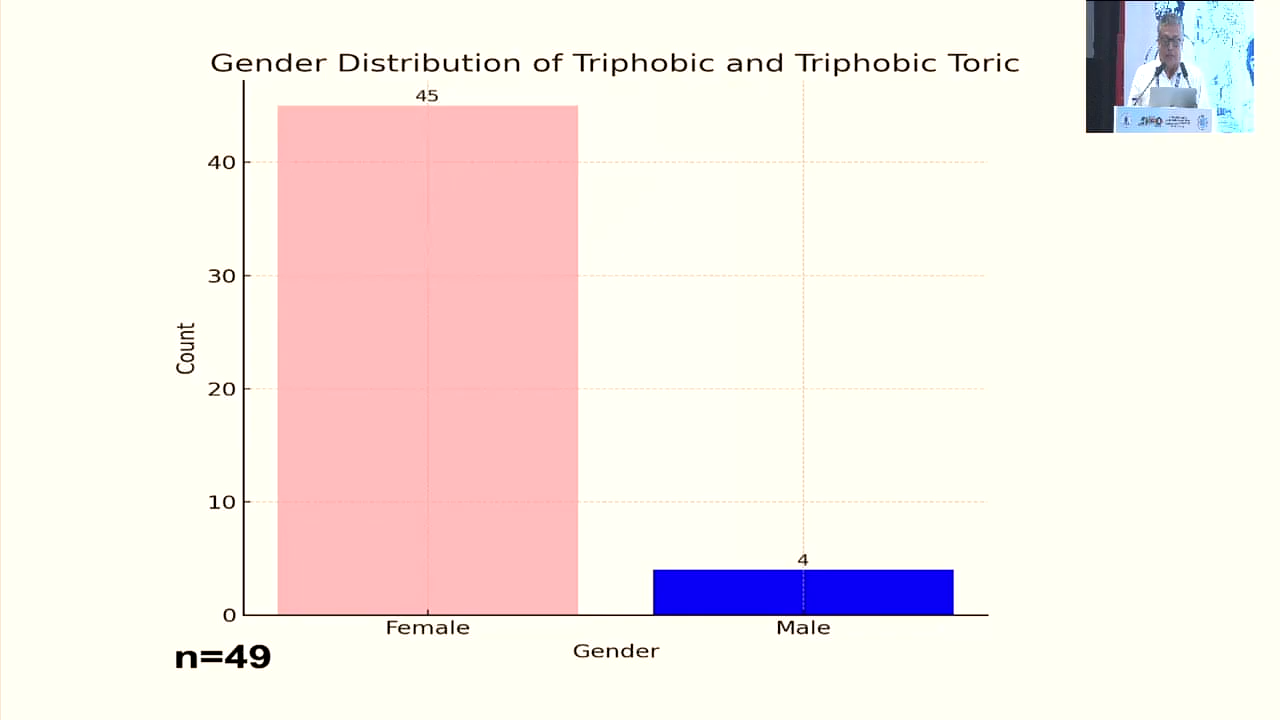 Gender Distribution of Triphobic and Triphobic Toric
45
40
30
20
10
0
4
Count
Female
Male
Gender
n=49